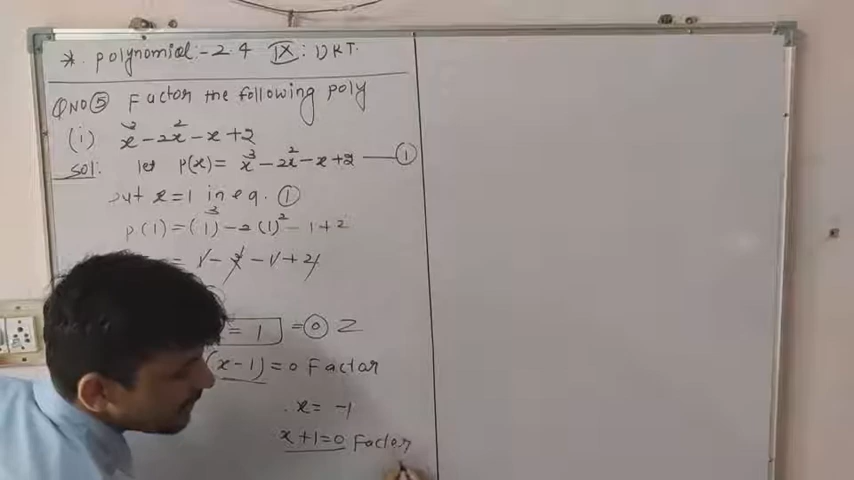 * Polynomial:- 2.4 IX : DKT.
QNO ⑤ Factor the following poly
(i) x³ - 2x² - x + 2
Sol: let p(x) = x³ - 2x² - x + 2 — ①
put x = 1 in eq. ①
p(1) = (1)³ - 2(1)² - 1 + 2
= 1 - 2 - 1 + 2
= 1 = 0
(x-1) = 0 Factor
x = -1
x + 1 = 0 Factor